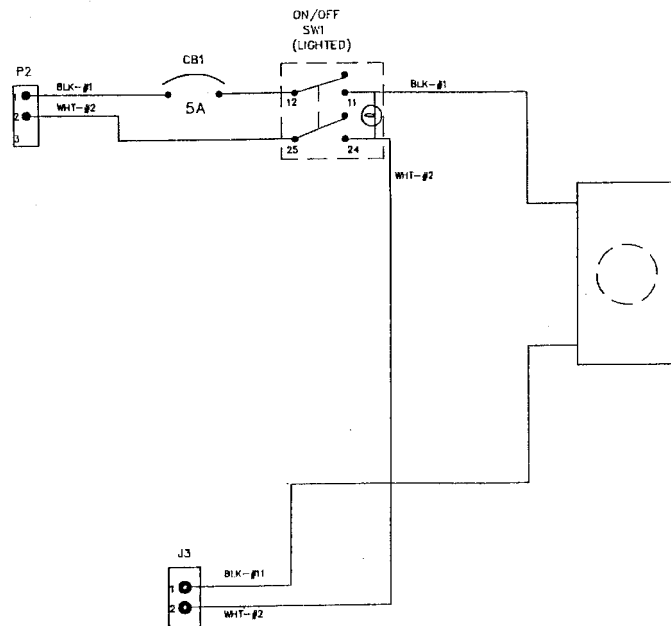 ON/OFF
SW1
(LIGHTED)
P2
CB1
1
BLK-#1
12
11
BLK-#1
5A
2
WHT-#2
3
25
24
WHT-#2
J3
1
BLK-#11
2
WHT-#2